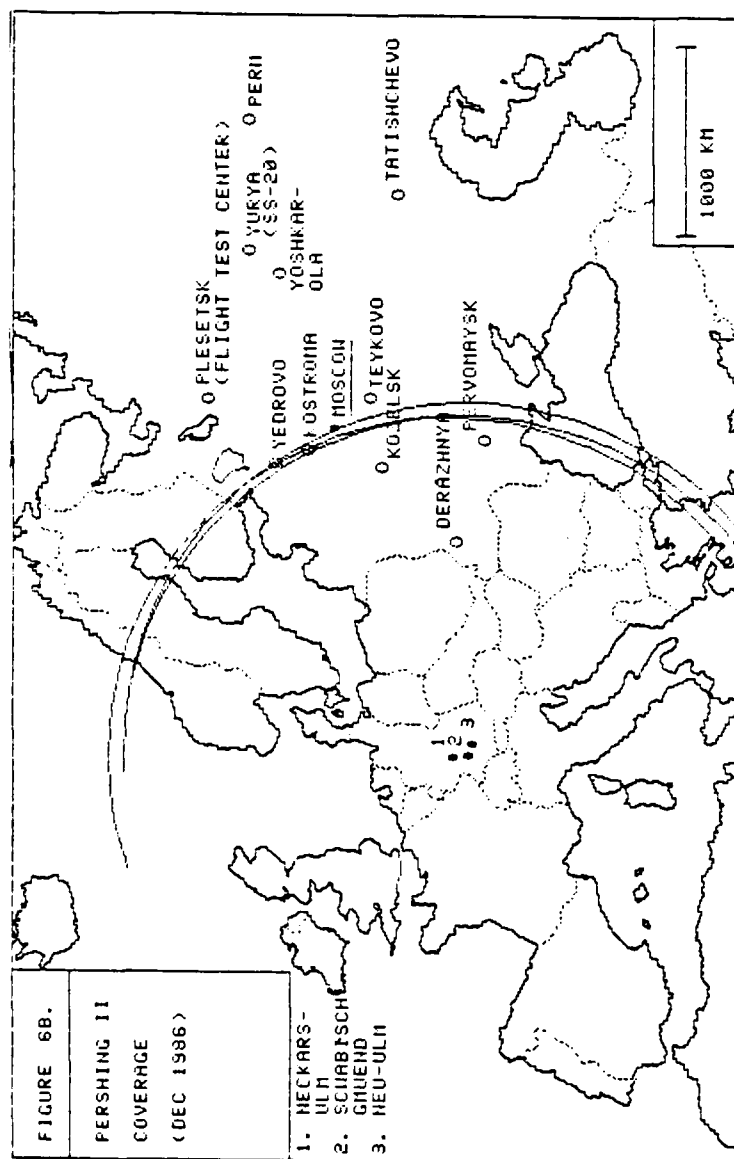 FIGURE 6B.
PERSHING II
COVERAGE
(DEC 1986)
1. NECKARS-
ULM
2. SCHWABISCH
GMUEND
3. NEU-ULM
PLESETSK
(FLIGHT TEST CENTER)
YURYA
(SS-20)
PERM
YOSHKAR-
OLA
YEDROVO
KOSTROMA
MOSCOW
TEYKOVO
KOZELSK
TATISHCHEVO
DERAZHNYA
PERVOMAYSK
1
2
3
1000 KM